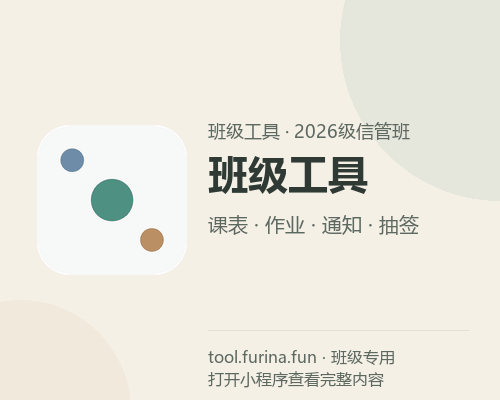 班级工具 · 2026级信管班
班级工具
课表 · 作业 · 通知 · 抽签
tool.furina.fun · 班级专用
打开小程序查看完整内容